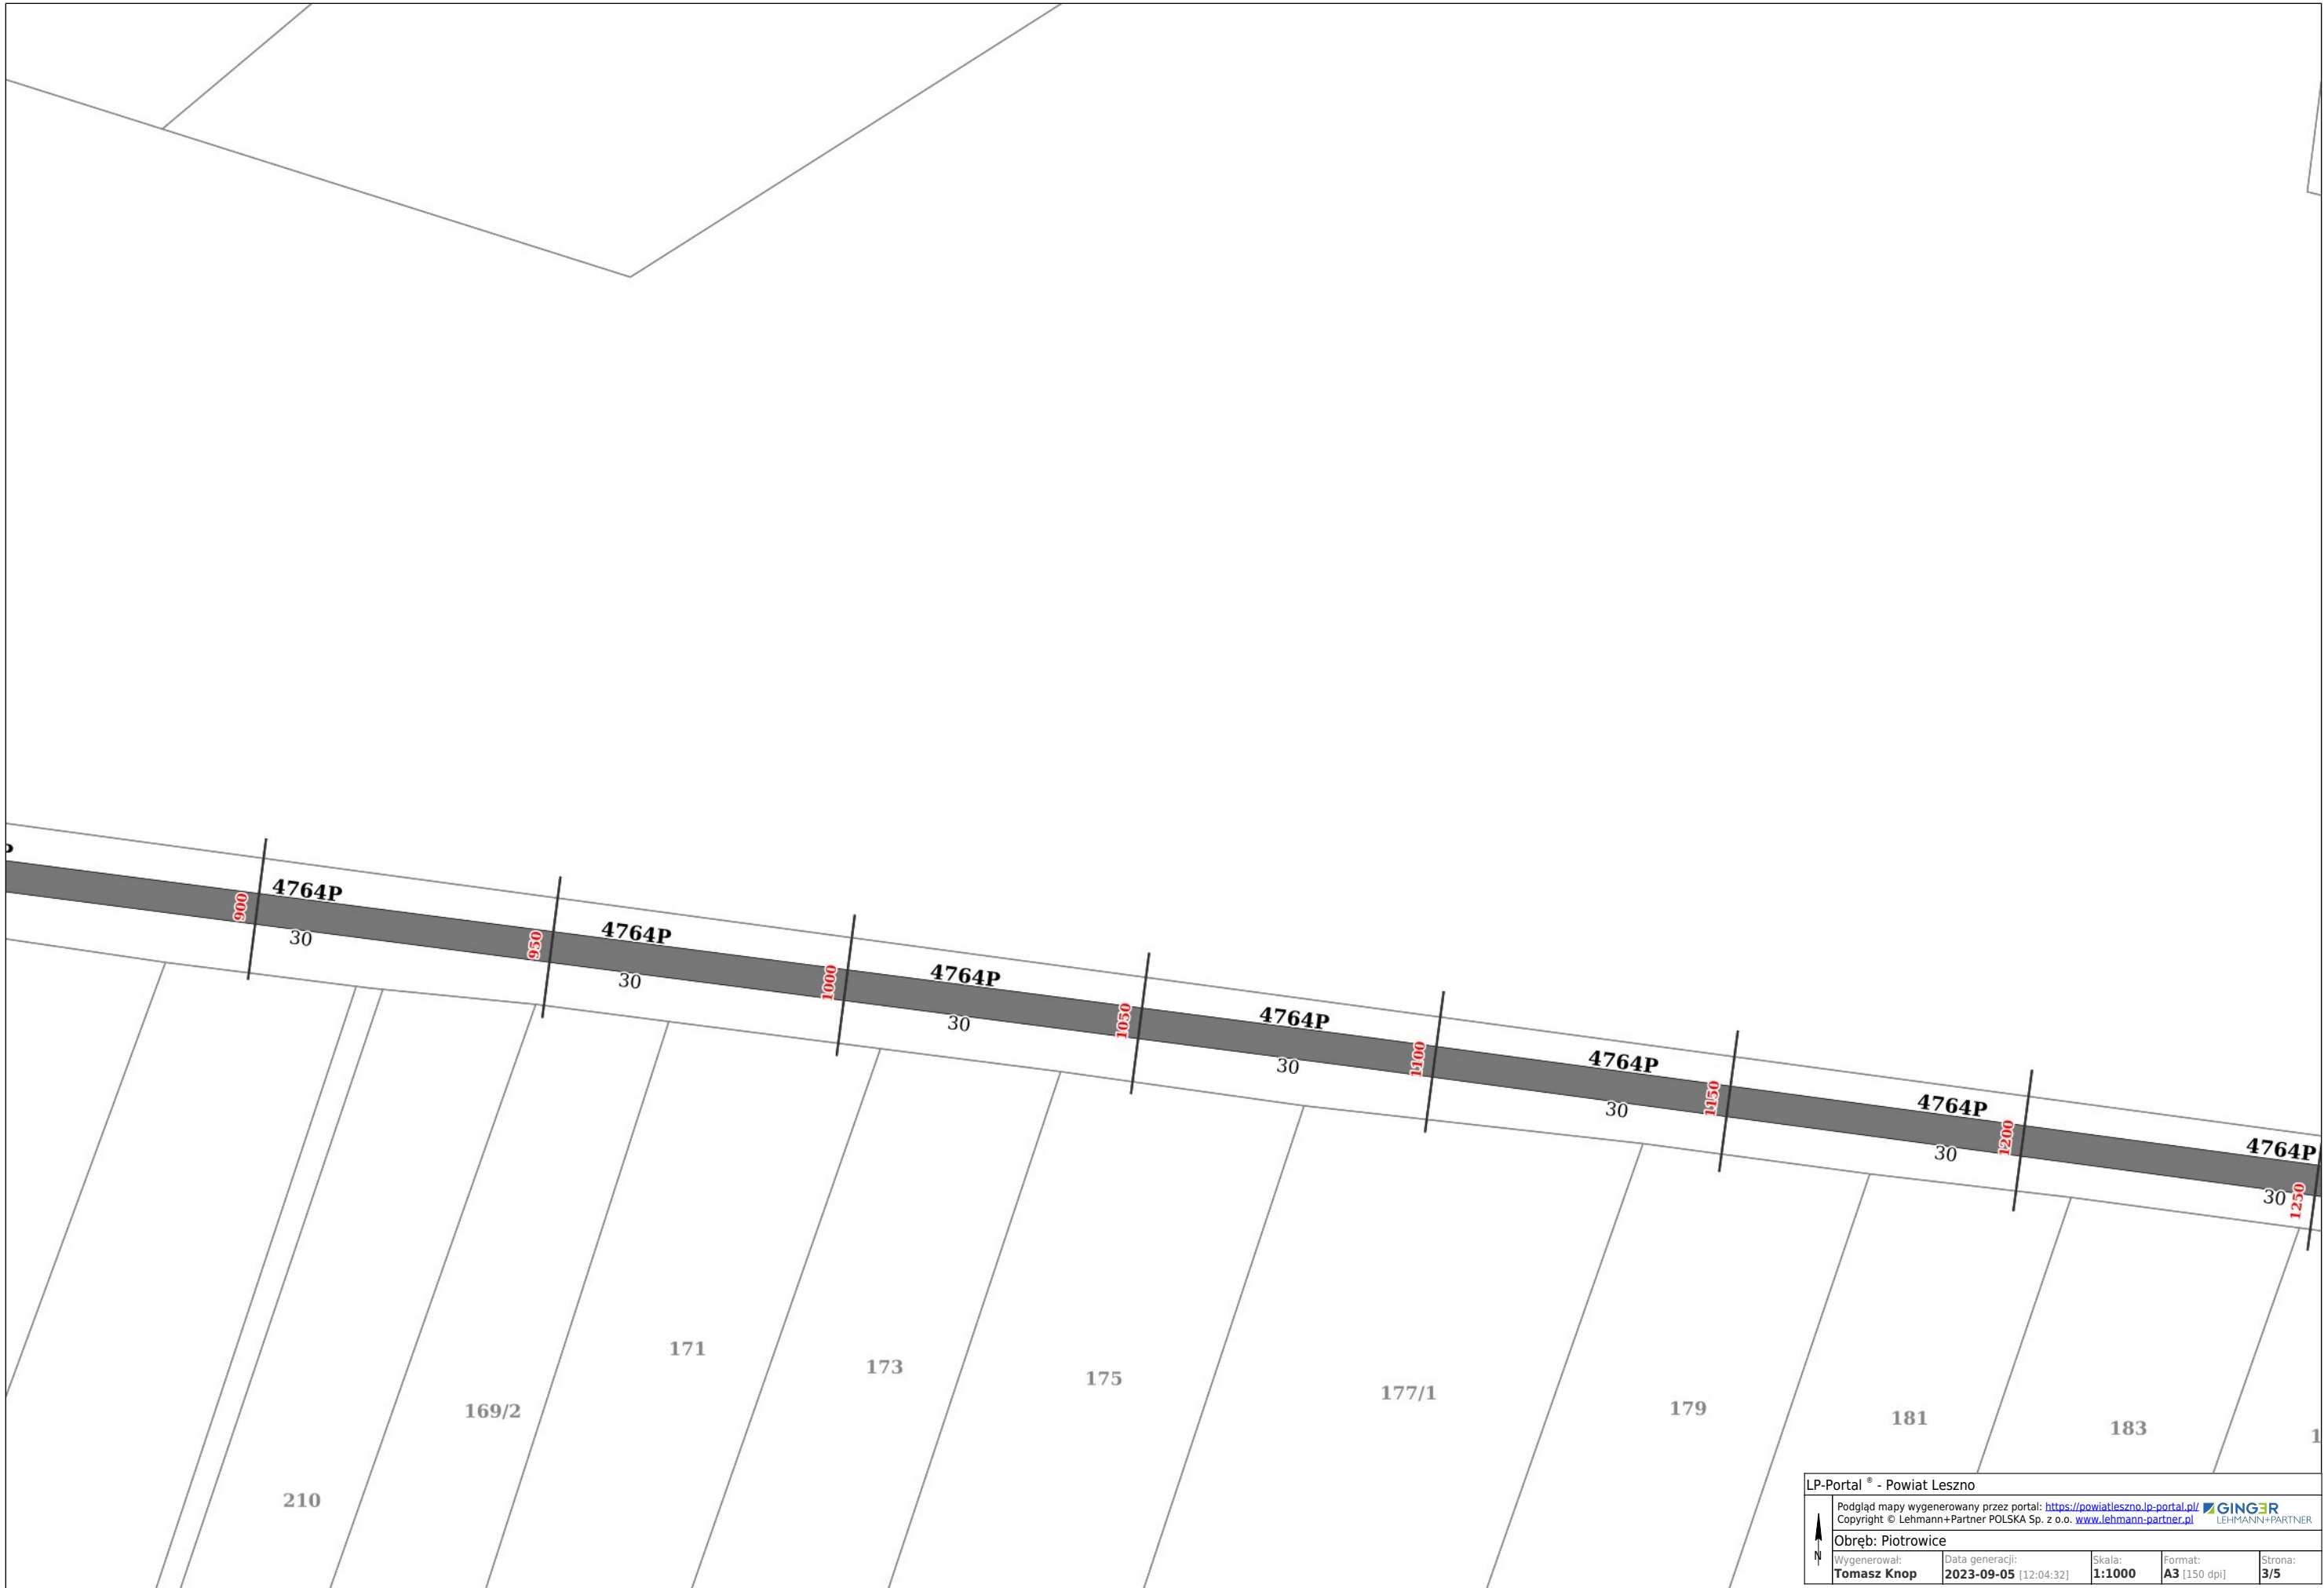 4764P
900
30
4764P
950
30
4764P
1000
30
4764P
1050
30
4764P
1100
30
4764P
1150
30
4764P
1200
30
4764P
1250
30
171
173
175
177/1
169/2
179
181
183
210
LP-Portal ® - Powiat Leszno
Podgląd mapy wygenerowany przez portal: https://powiatleszno.lp-portal.pl/
Copyright © Lehmann+Partner POLSKA Sp. z o.o. www.lehmann-partner.pl
GINGER
LEHMANN+PARTNER
N
Obręb: Piotrowice
Wygenerował: Data generacji: Skala: Format: Strona:
Tomasz Knop 2023-09-05 [12:04:32] 1:1000 A3 [150 dpi] 3/5